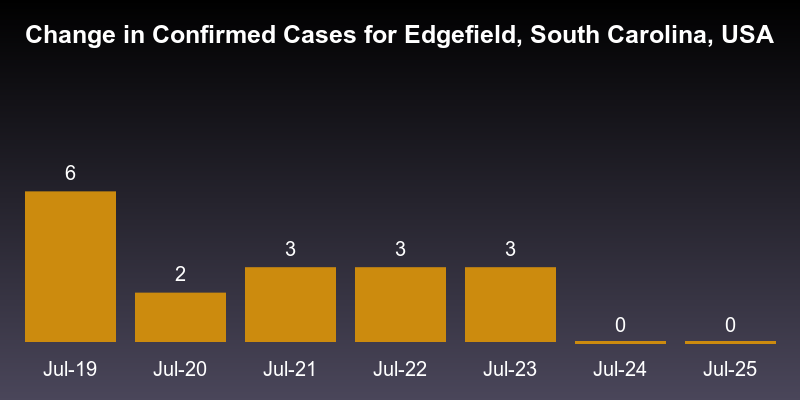 Change in Confirmed Cases for Edgefield, South Carolina, USA
6
2
3
3
3
0
0
Jul-19
Jul-20
Jul-21
Jul-22
Jul-23
Jul-24
Jul-25